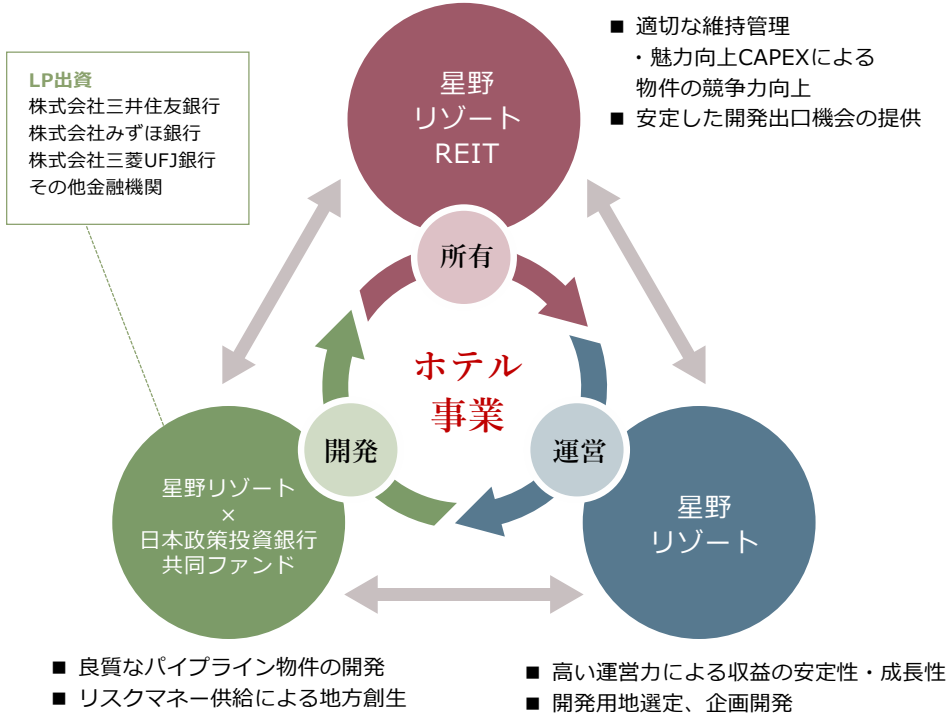 LP出資
株式会社三井住友銀行
株式会社みずほ銀行
株式会社三菱UFJ銀行
その他金融機関
星野
リゾート
REIT
■ 適切な維持管理
・魅力向上CAPEXによる
物件の競争力向上
■ 安定した開発出口機会の提供
所有
ホテル
事業
開発
運営
星野リゾート
×
日本政策投資銀行
共同ファンド
星野
リゾート
■ 良質なパイプライン物件の開発
■ リスクマネー供給による地方創生
■ 高い運営力による収益の安定性・成長性
■ 開発用地選定、企画開発